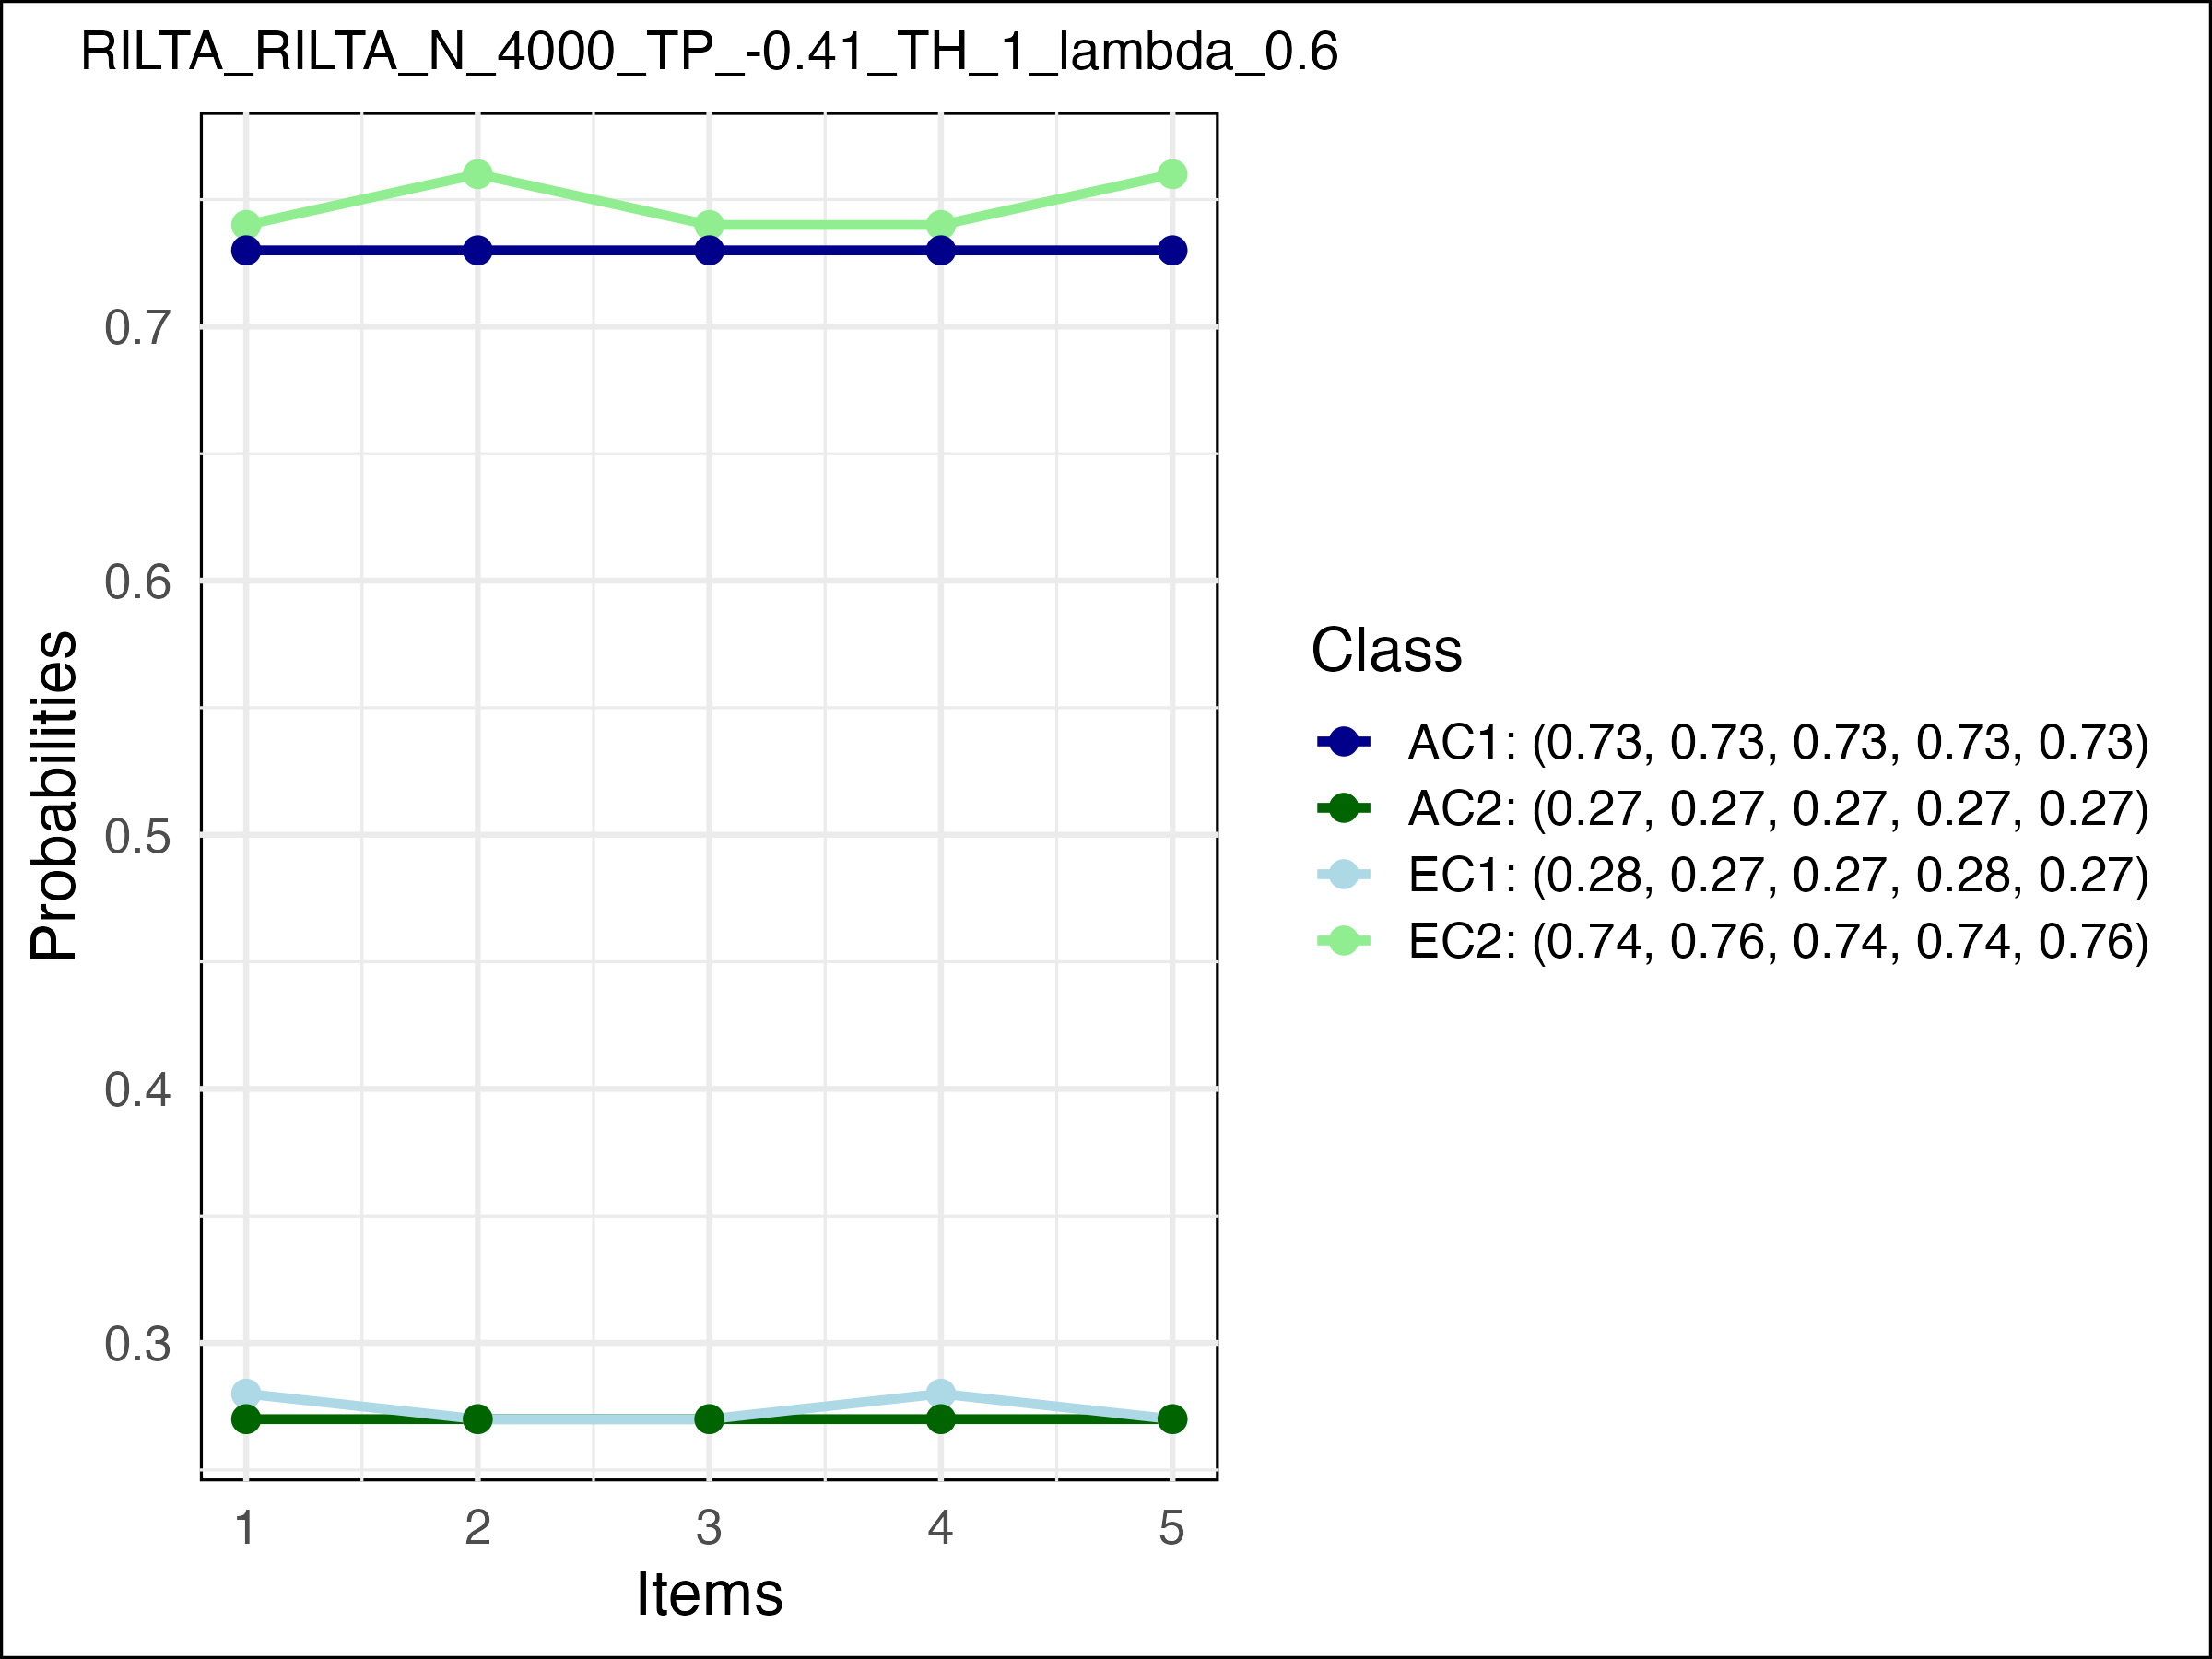 RILTA_RILTA_N_4000_TP_-0.41_TH_1_lambda_0.6
Probabilities
0.7
0.6
0.5
0.4
0.3
1 2 3 4 5
Items
Class
AC1: (0.73, 0.73, 0.73, 0.73, 0.73)
AC2: (0.27, 0.27, 0.27, 0.27, 0.27)
EC1: (0.28, 0.27, 0.27, 0.28, 0.27)
EC2: (0.74, 0.76, 0.74, 0.74, 0.76)